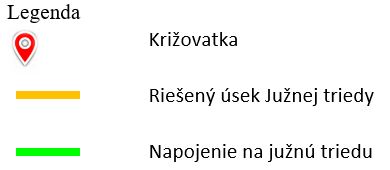 Legenda
Križovatka
Riešený úsek Južnej triedy
Napojenie na južnú triedu